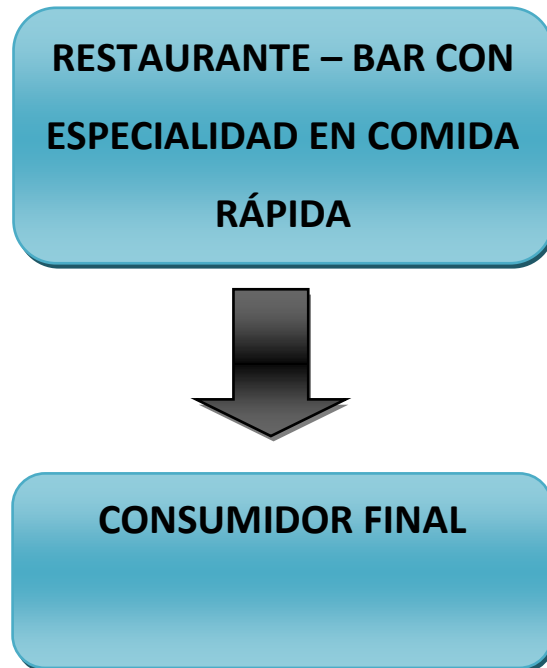 RESTAURANTE – BAR CON
ESPECIALIDAD EN COMIDA
RÁPIDA
CONSUMIDOR FINAL